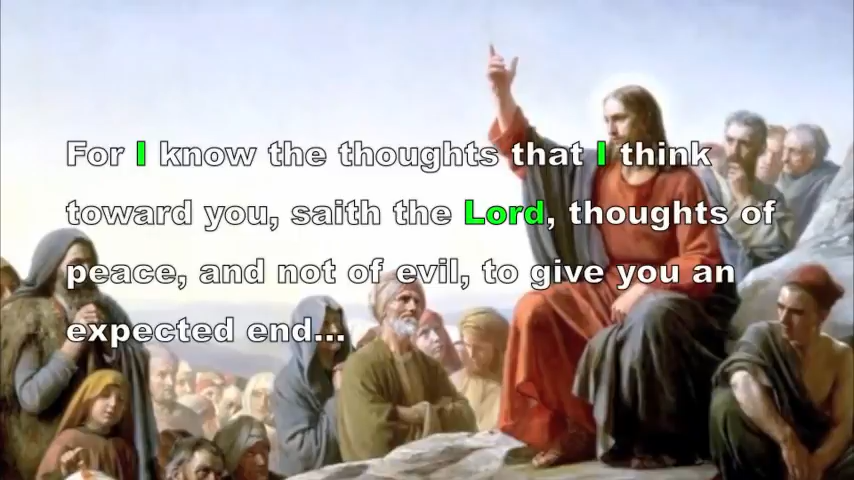 For I know the thoughts that I think
toward you, saith the Lord, thoughts of
peace, and not of evil, to give you an
expected end...